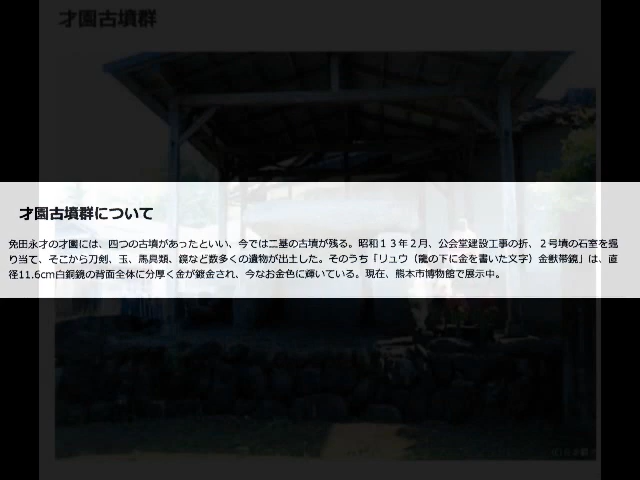 才園古墳群
才園古墳群について
免田永才の才園には、四つの古墳があったといい、今では二基の古墳が残る。昭和１３年２月、公会堂建設工事の折、２号墳の石室を掘
り当て、そこから刀剣、玉、馬具類、鏡など数多くの遺物が出土した。そのうち「リュウ（龍の下に金を書いた文字）金獣帯鏡」は、直
径11.6cm白銅鏡の背面全体に分厚く金が鍍金され、今なお金色に輝いている。現在、熊本市博物館で展示中。